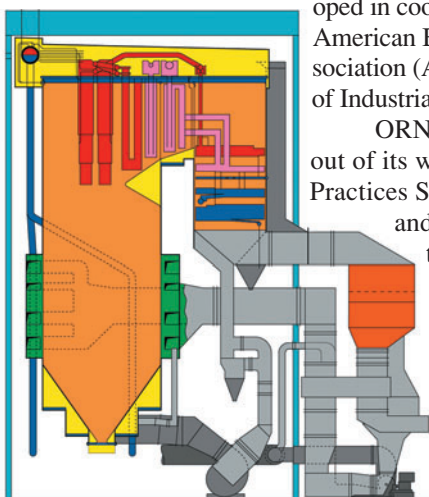 oped in coo
American E
sociation (A
of Industria
ORN
out of its w
Practices S
and
t